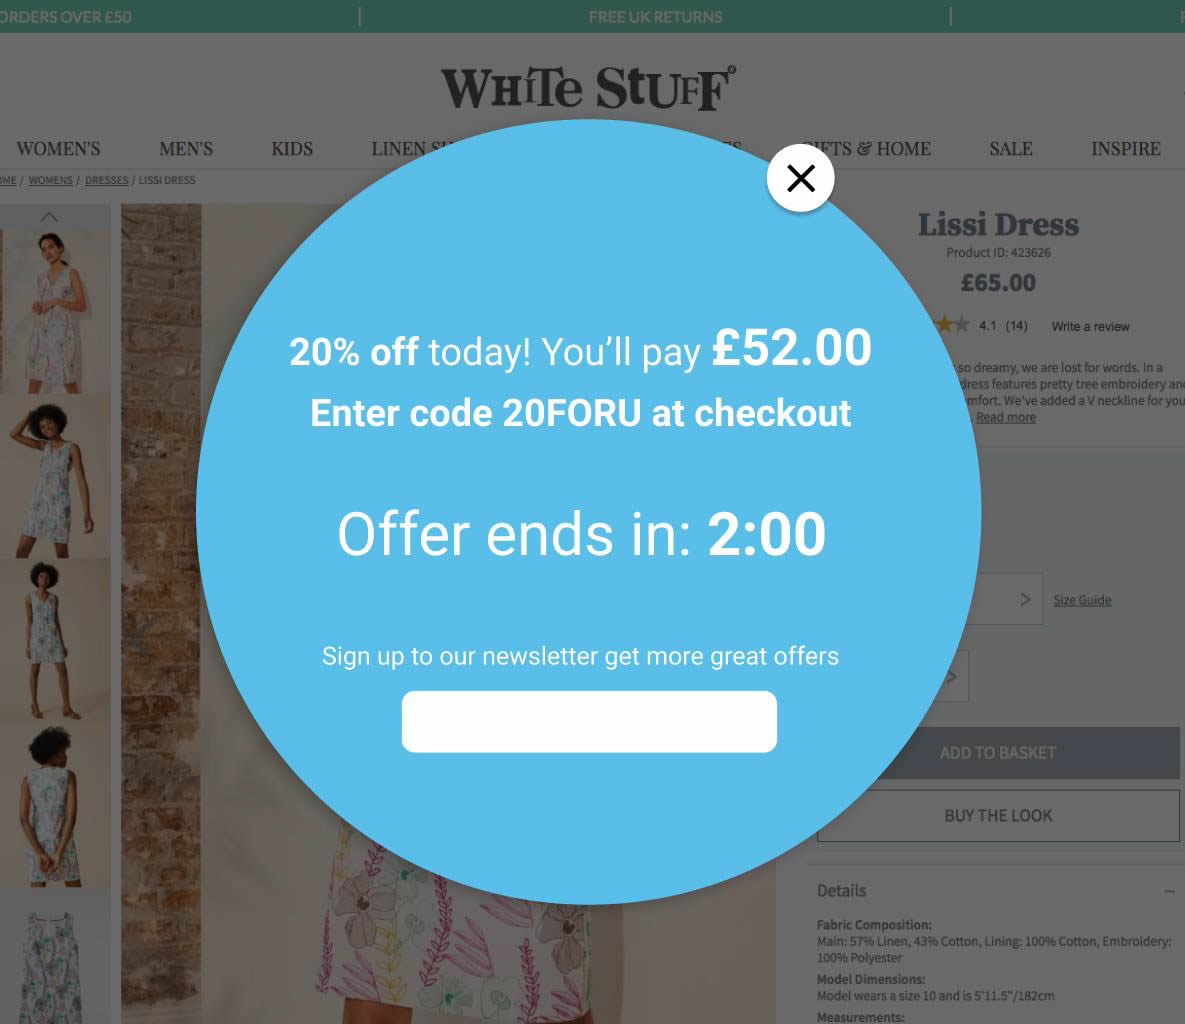 ORDERS OVER £50 | FREE UK RETURNS |
WHITE STUFF®
WOMEN'S MEN'S KIDS LINEN GIFTS & HOME SALE INSPIRE
OME / WOMENS / DRESSES / LISSI DRESS
Lissi Dress
Product ID: 423626
£65.00
4.1 (14) Write a review
so dreamy, we are lost for words. In a
dress features pretty tree embroidery and
mfort. We've added a V neckline for you
. Read more
20% off today! You'll pay £52.00
Enter code 20FORU at checkout
Offer ends in: 2:00
Sign up to our newsletter get more great offers
Size Guide
ADD TO BASKET
BUY THE LOOK
Details
Fabric Composition:
Main: 57% Linen, 43% Cotton, Lining: 100% Cotton, Embroidery:
100% Polyester
Model Dimensions:
Model wears a size 10 and is 5'11.5"/182cm
Measurements: